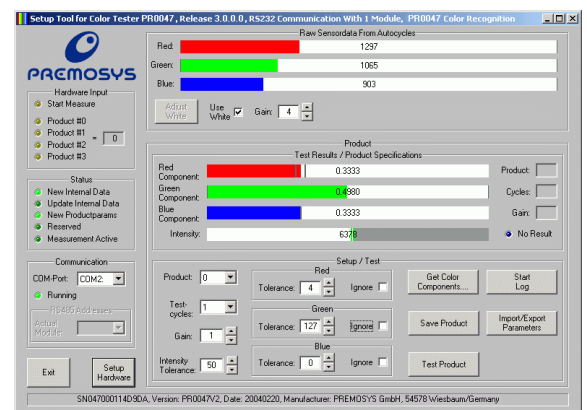 Setup Tool for Color Tester PR0047 , Release 3.0.0.0, RS232 Communication With 1 Module, PR0047 Color Recognition
PREMOSYS
Hardware Input
Start Measure
Product #0
Product #1
Product #2
Product #3
= 0
Status
New Internal Data
Update Internal Data
New Productparams
Reserved
Measurement Active
Communication
COM-Port: COM2:
Running
RS485 Addresses
Actual
Module:
Exit
Setup
Hardware
Raw Sensordata From Autocycles
Red: 1297
Green: 1065
Blue: 903
Adjust
White
Use
White
Gain: 4
Product
Test Results / Product Specifications
Red
Component: 0.3333
Green
Component: 0.4980
Blue
Component: 0.3333
Intensity: 6378
Product:
Cycles:
Gain:
No Result
Setup / Test
Product: 0
Test-
cycles: 1
Gain: 1
Intensity
Tolerance: 50
Red
Tolerance: 4 Ignore
Green
Tolerance: 127 Ignore
Blue
Tolerance: 0 Ignore
Get Color
Components....
Start
Log
Save Product
Import/Export
Parameters
Test Product
SN047000114D9DA, Version: PR0047V2, Date: 20040220, Manufacturer: PREMOSYS GmbH, 54578 Wiesbaum/Germany